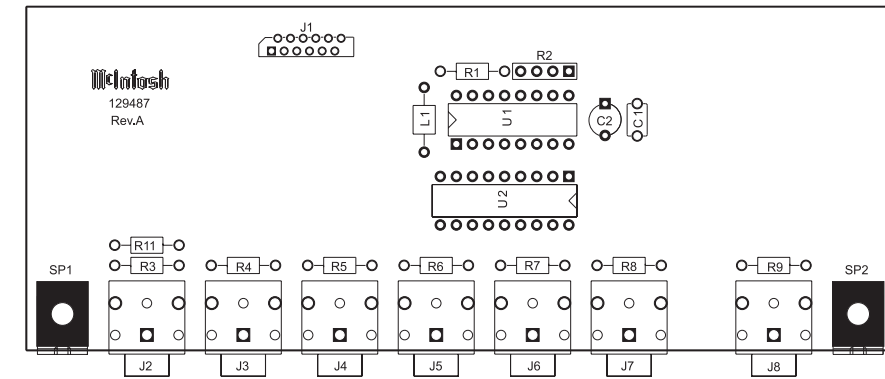 J1
McIntosh
129487
Rev.A
R1
R2
L1
U1
C2
C1
U2
R11
SP1
R3
R4
R5
R6
R7
R8
R9
SP2
J2
J3
J4
J5
J6
J7
J8